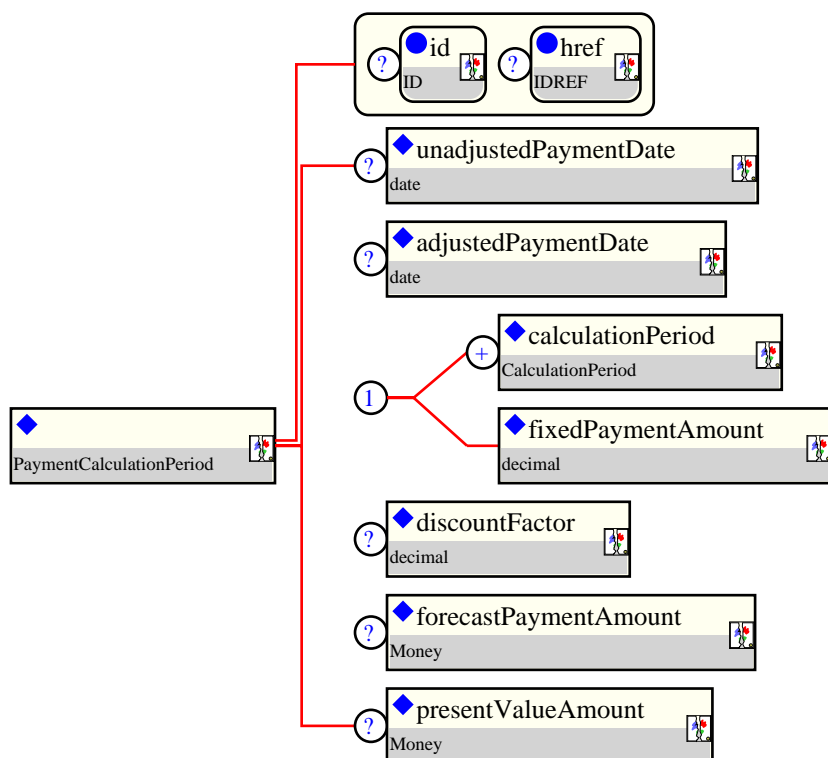 ? id ? href
ID IDREF
? unadjustedPaymentDate
date
? adjustedPaymentDate
date
+ calculationPeriod
CalculationPeriod
1
fixedPaymentAmount
decimal
PaymentCalculationPeriod
? discountFactor
decimal
? forecastPaymentAmount
Money
? presentValueAmount
Money